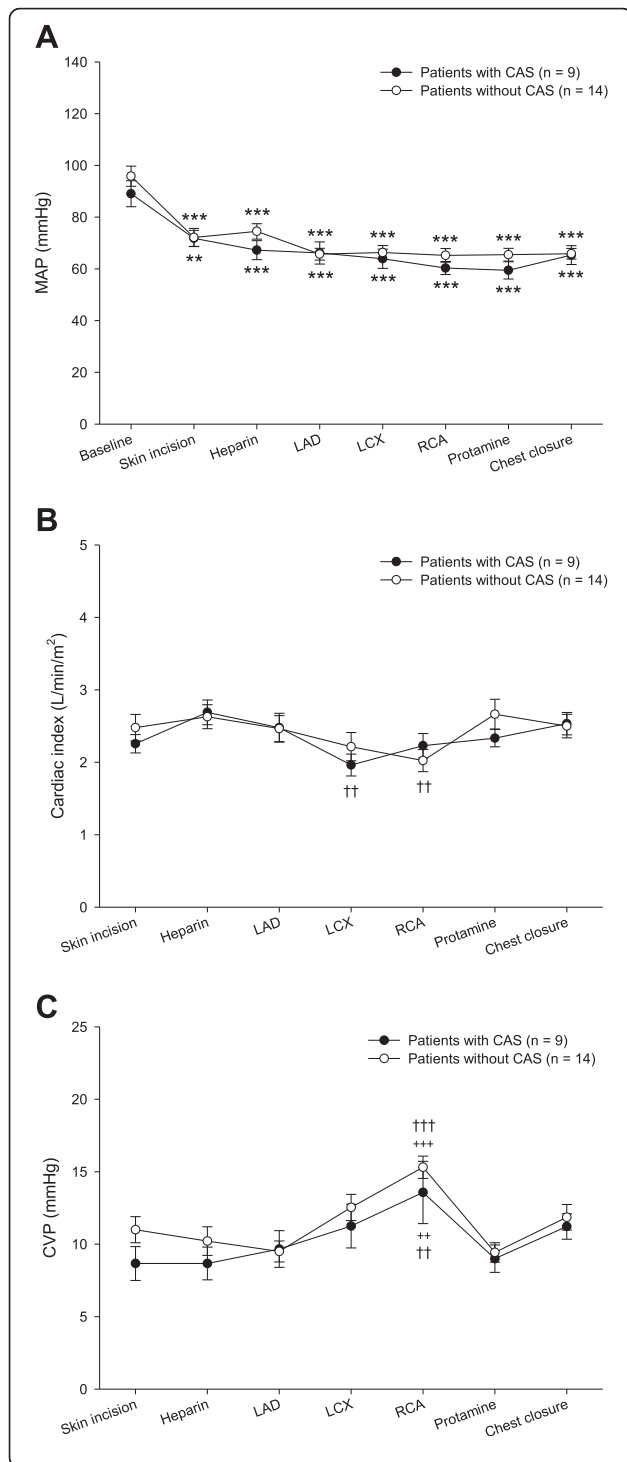 A
140
120
100
80
60
40
20
0
MAP (mmHg)
Patients with CAS (n = 9)
Patients without CAS (n = 14)
*** *** *** *** *** *** ***
** *** *** *** *** *** ***
Baseline Skin incision Heparin LAD LCX RCA Protamine Chest closure
B
5
4
3
2
1
0
Cardiac index (L/min/m²)
Patients with CAS (n = 9)
Patients without CAS (n = 14)
†† ††
Skin incision Heparin LAD LCX RCA Protamine Chest closure
C
25
20
15
10
5
0
CVP (mmHg)
Patients with CAS (n = 9)
Patients without CAS (n = 14)
†††
+++
++
††
Skin incision Heparin LAD LCX RCA Protamine Chest closure